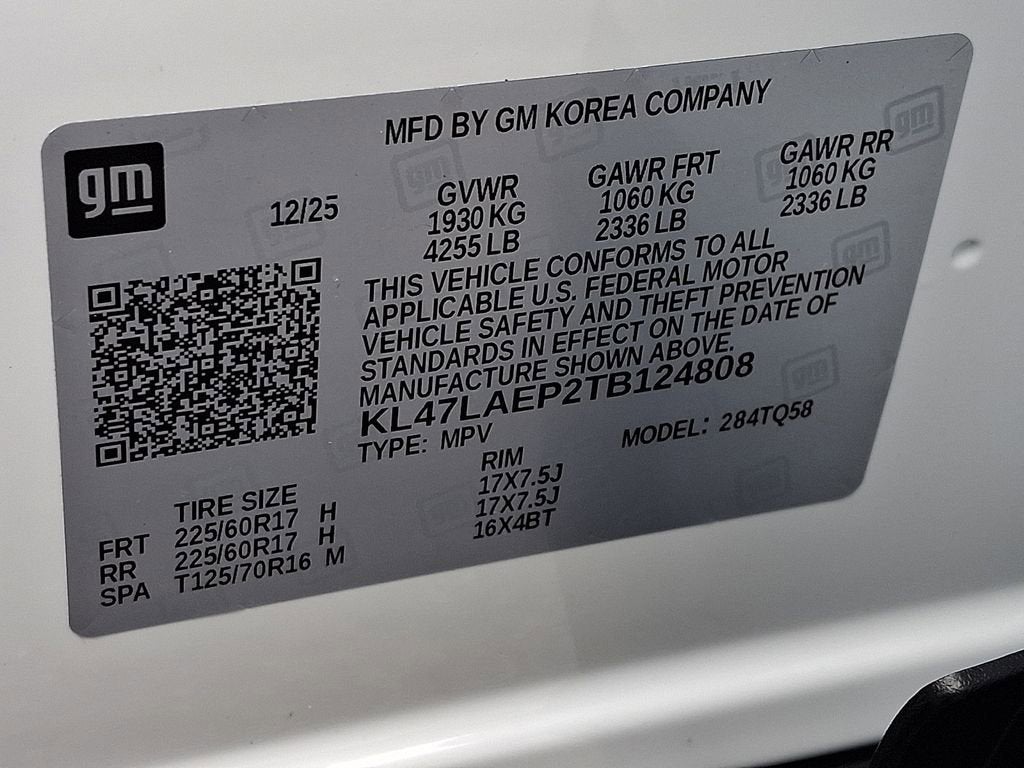 MFD BY GM KOREA COMPANY
gm
12/25
GVWR
1930 KG
4255 LB
GAWR FRT
1060 KG
2336 LB
GAWR RR
1060 KG
2336 LB
THIS VEHICLE CONFORMS TO ALL
APPLICABLE U.S. FEDERAL MOTOR
VEHICLE SAFETY AND THEFT PREVENTION
STANDARDS IN EFFECT ON THE DATE OF
MANUFACTURE SHOWN ABOVE.
KL47LAEP2TB124808
TYPE: MPV
MODEL: 284TQ58
TIRE SIZE RIM
FRT 225/60R17 H 17X7.5J
RR 225/60R17 H 17X7.5J
SPA T125/70R16 M 16X4BT